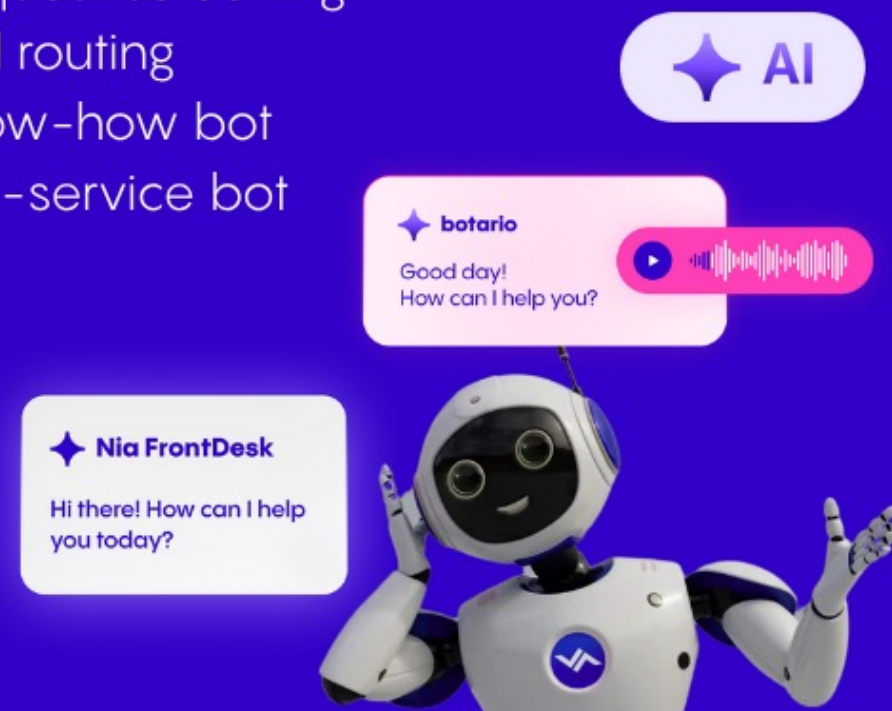 routing
-how bot
-service bot
AI
botario
Good day!
How can I help you?
Nia FrontDesk
Hi there! How can I help
you today?